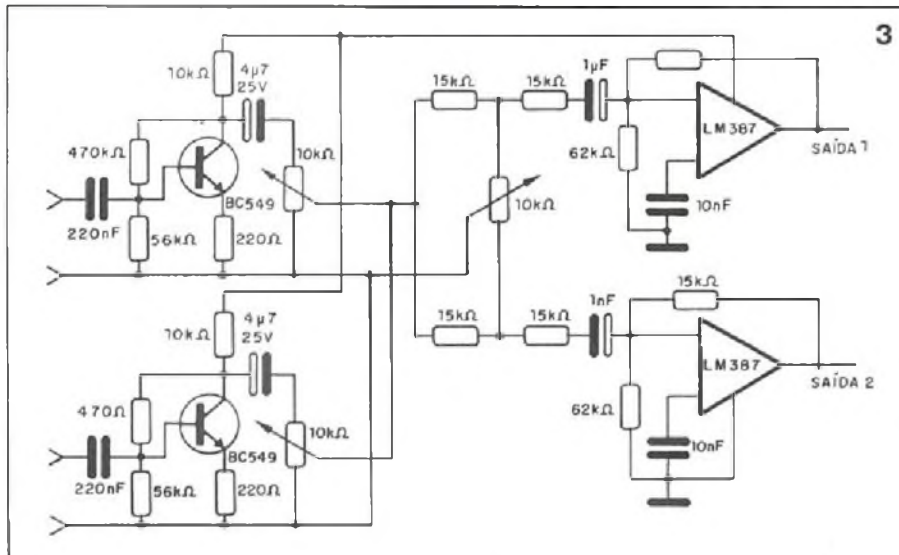 3
10kΩ
4µ7
25V
470kΩ
10kΩ
BC549
220nF
56kΩ
220Ω
15kΩ
15kΩ
1µF
LM387
SAÍDA 1
62kΩ
10nF
10kΩ
10kΩ
4µ7
25V
470Ω
10kΩ
BC549
220nF
56kΩ
220Ω
15kΩ
15kΩ
1nF
15kΩ
LM387
SAÍDA 2
62kΩ
10nF